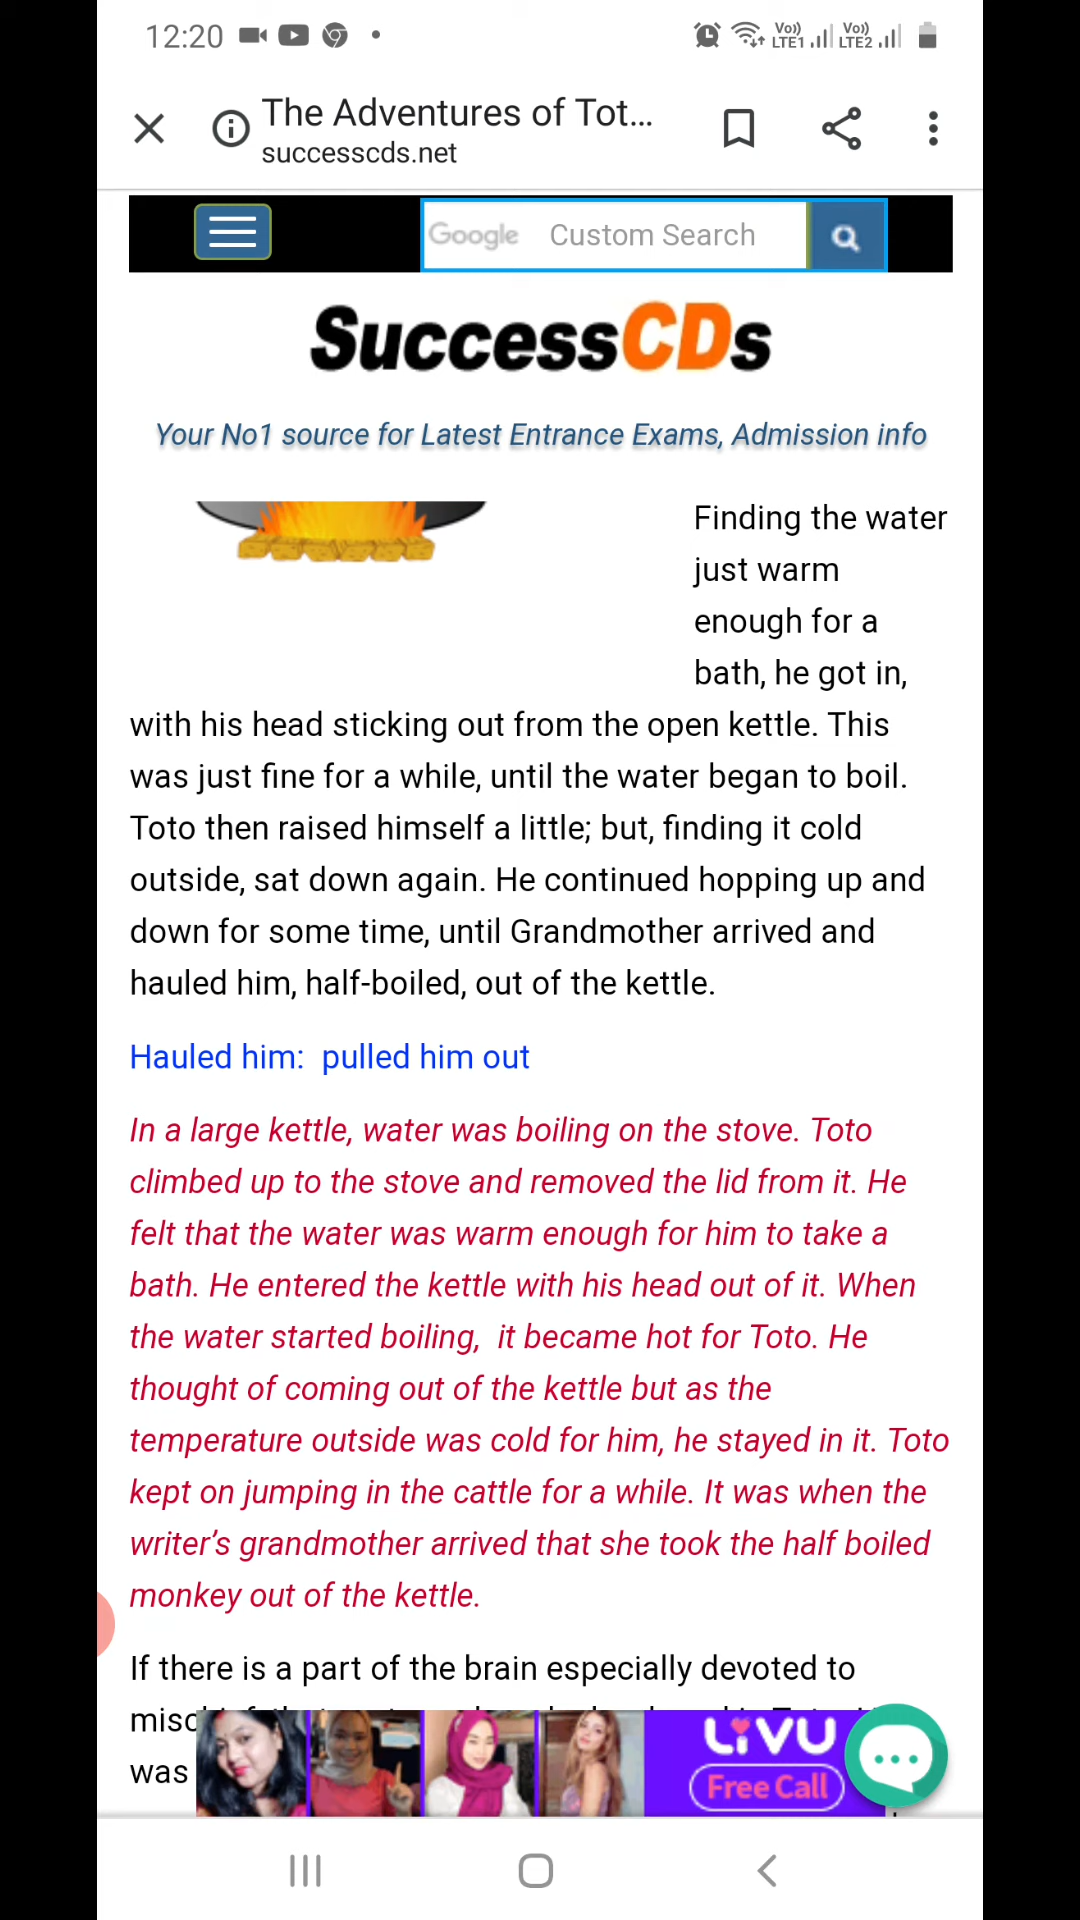 12:20
Vo)) LTE1 Vo)) LTE2
The Adventures of Tot...
successcds.net
Google Custom Search
SuccessCDs
Your No1 source for Latest Entrance Exams, Admission info
Finding the water
just warm
enough for a
bath, he got in,
with his head sticking out from the open kettle. This
was just fine for a while, until the water began to boil.
Toto then raised himself a little; but, finding it cold
outside, sat down again. He continued hopping up and
down for some time, until Grandmother arrived and
hauled him, half-boiled, out of the kettle.
Hauled him: pulled him out
In a large kettle, water was boiling on the stove. Toto
climbed up to the stove and removed the lid from it. He
felt that the water was warm enough for him to take a
bath. He entered the kettle with his head out of it. When
the water started boiling, it became hot for Toto. He
thought of coming out of the kettle but as the
temperature outside was cold for him, he stayed in it. Toto
kept on jumping in the cattle for a while. It was when the
writer's grandmother arrived that she took the half boiled
monkey out of the kettle.
If there is a part of the brain especially devoted to
was
LIVU
Free Call